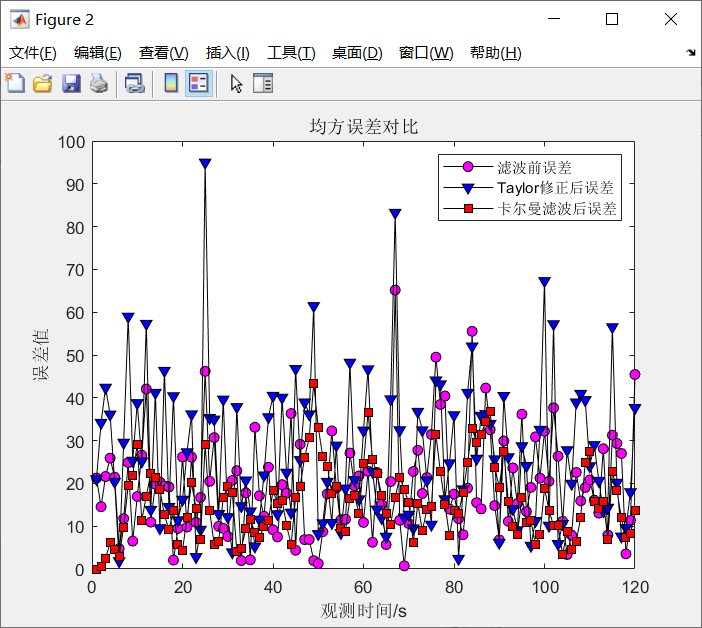 Figure 2
文件(F) 编辑(E) 查看(V) 插入(I) 工具(T) 桌面(D) 窗口(W) 帮助(H)
均方误差对比
滤波前误差
Taylor修正后误差
卡尔曼滤波后误差
误差值
100
90
80
70
60
50
40
30
20
10
0
0 20 40 60 80 100 120
观测时间/s